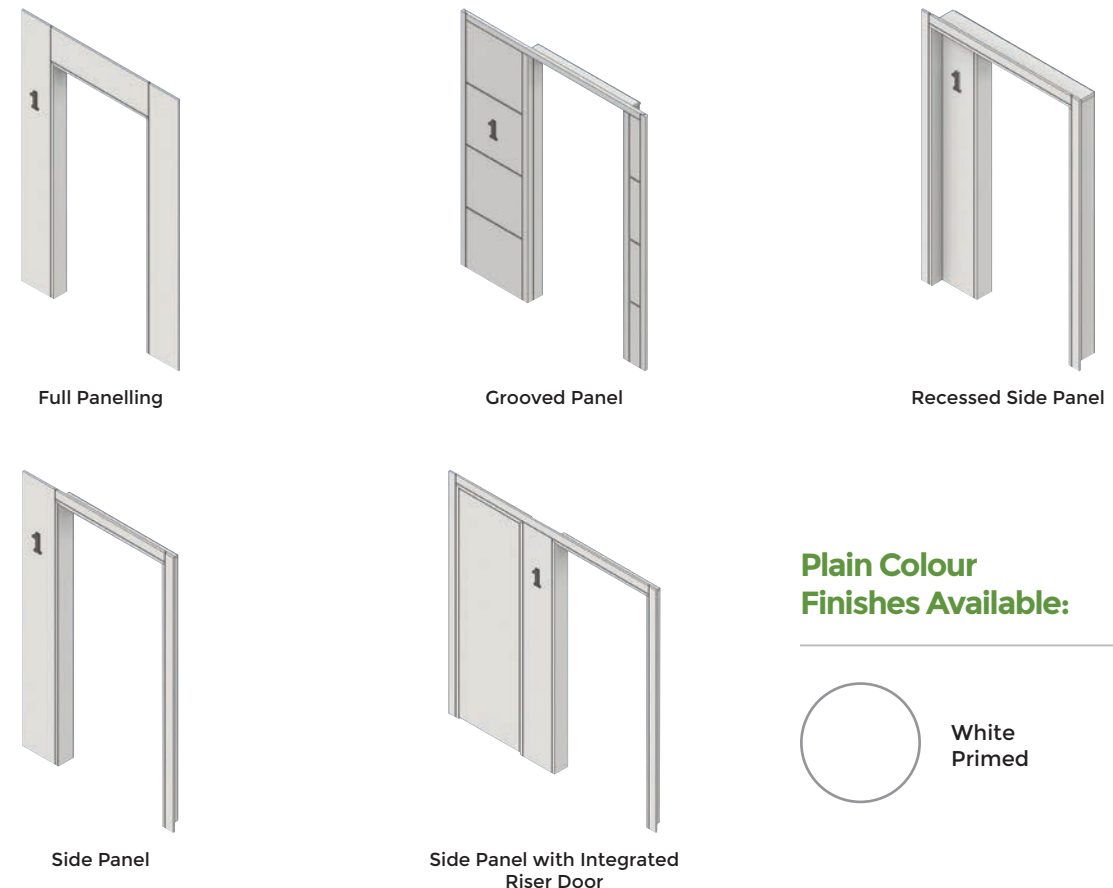 1
1
1
Full Panelling
Grooved Panel
Recessed Side Panel
1
1
Side Panel
Side Panel with Integrated
Riser Door
Plain Colour
Finishes Available:
White
Primed